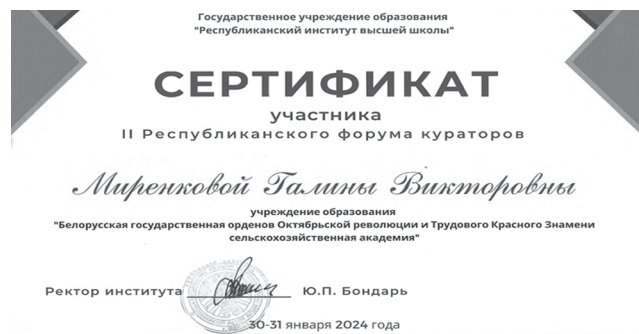 Государственное учреждение образования
"Республиканский институт высшей школы"
СЕРТИФИКАТ
участника
II Республиканского форума кураторов
Миренковой Галины Викторовны
учреждение образования
"Белорусская государственная орденов Октябрьской революции и Трудового Красного Знамени
сельскохозяйственная академия"
Ректор института Ю.П. Бондарь
30-31 января 2024 года